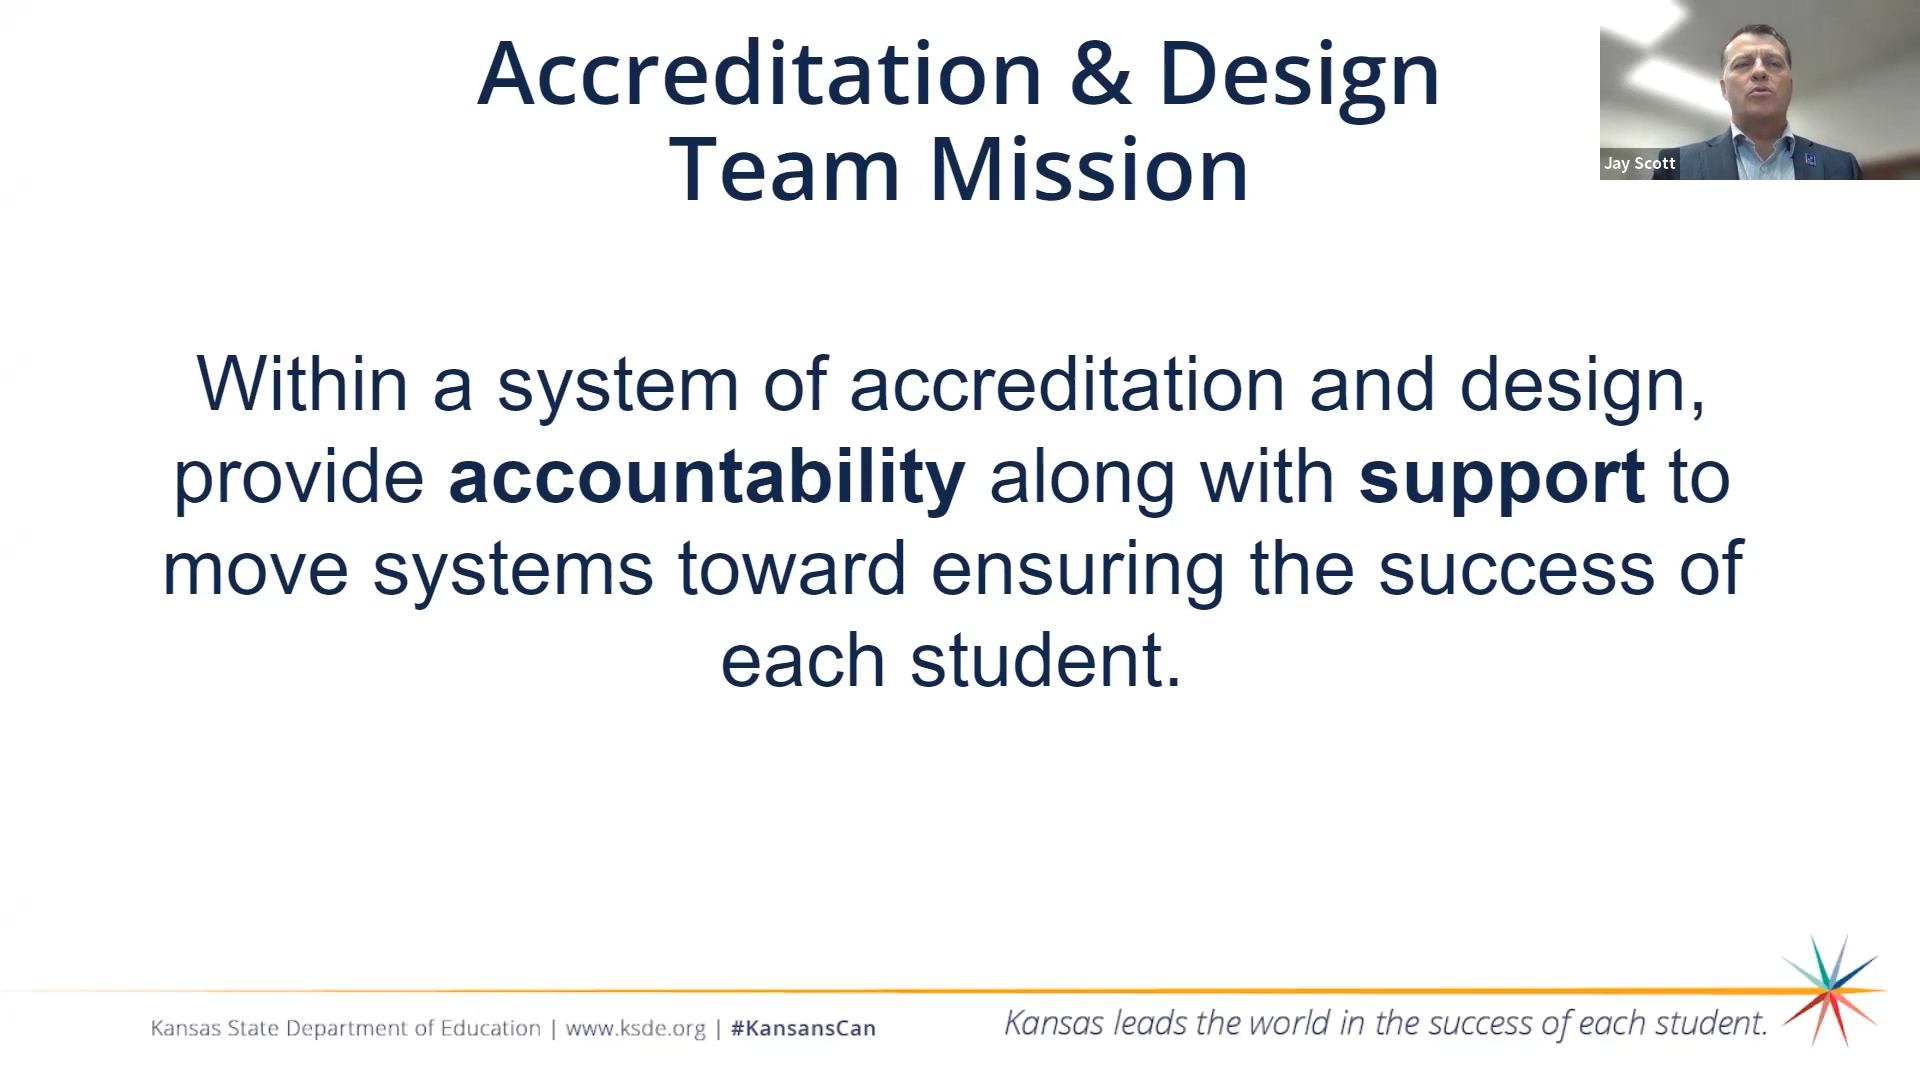 Accreditation & Design
Team Mission
Jay Scott
Within a system of accreditation and design,
provide accountability along with support to
move systems toward ensuring the success of
each student.
Kansas State Department of Education | www.ksde.org | #KansansCan
Kansas leads the world in the success of each student.